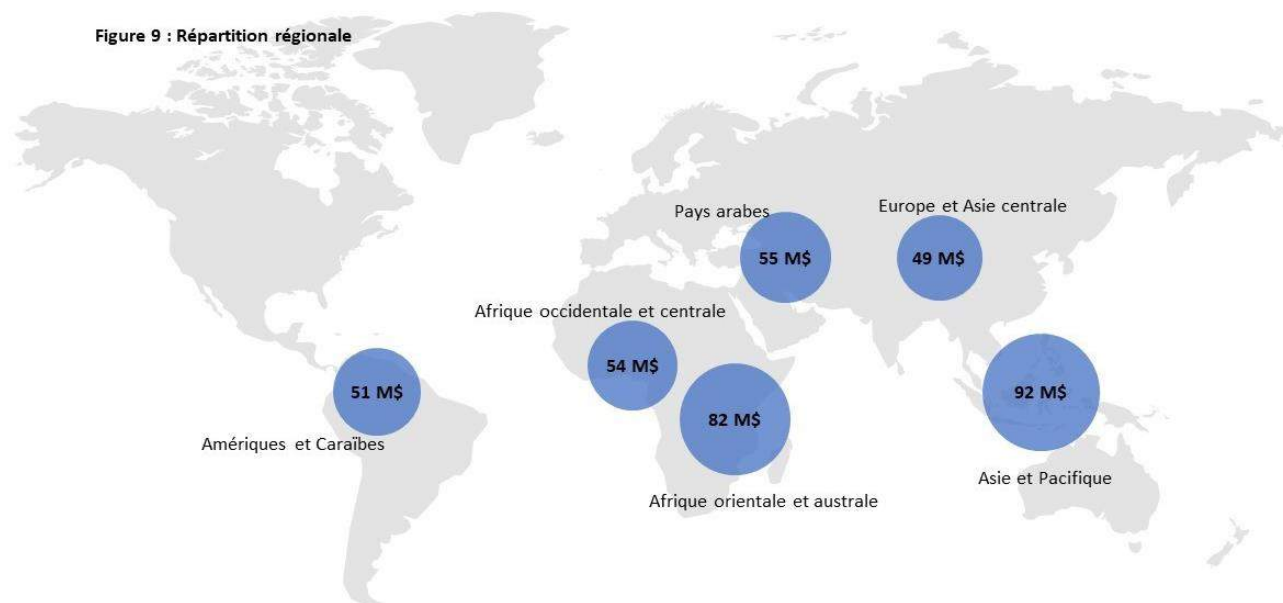 Figure 9 : Répartition régionale
Pays arabes
Europe et Asie centrale
55 M$
49 M$
Afrique occidentale et centrale
54 M$
51 M$
82 M$
92 M$
Amériques et Caraïbes
Afrique orientale et australe
Asie et Pacifique